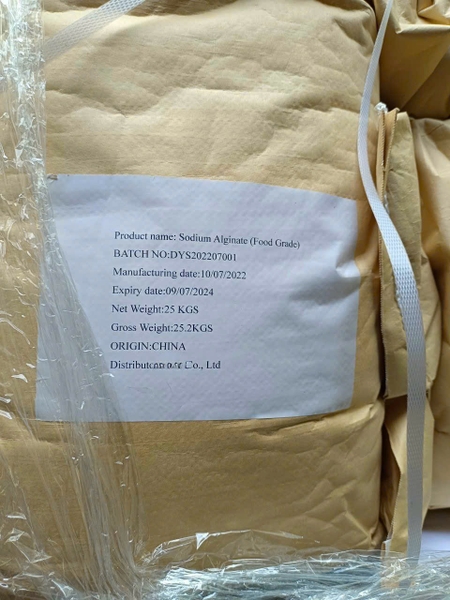 Product name: Sodium Alginate (Food Grade)
BATCH NO:DYS202207001
Manufacturing date:10/07/2022
Expiry date:09/07/2024
Net Weight:25 KGS
Gross Weight:25.2KGS
ORIGIN:CHINA
Co., Ltd